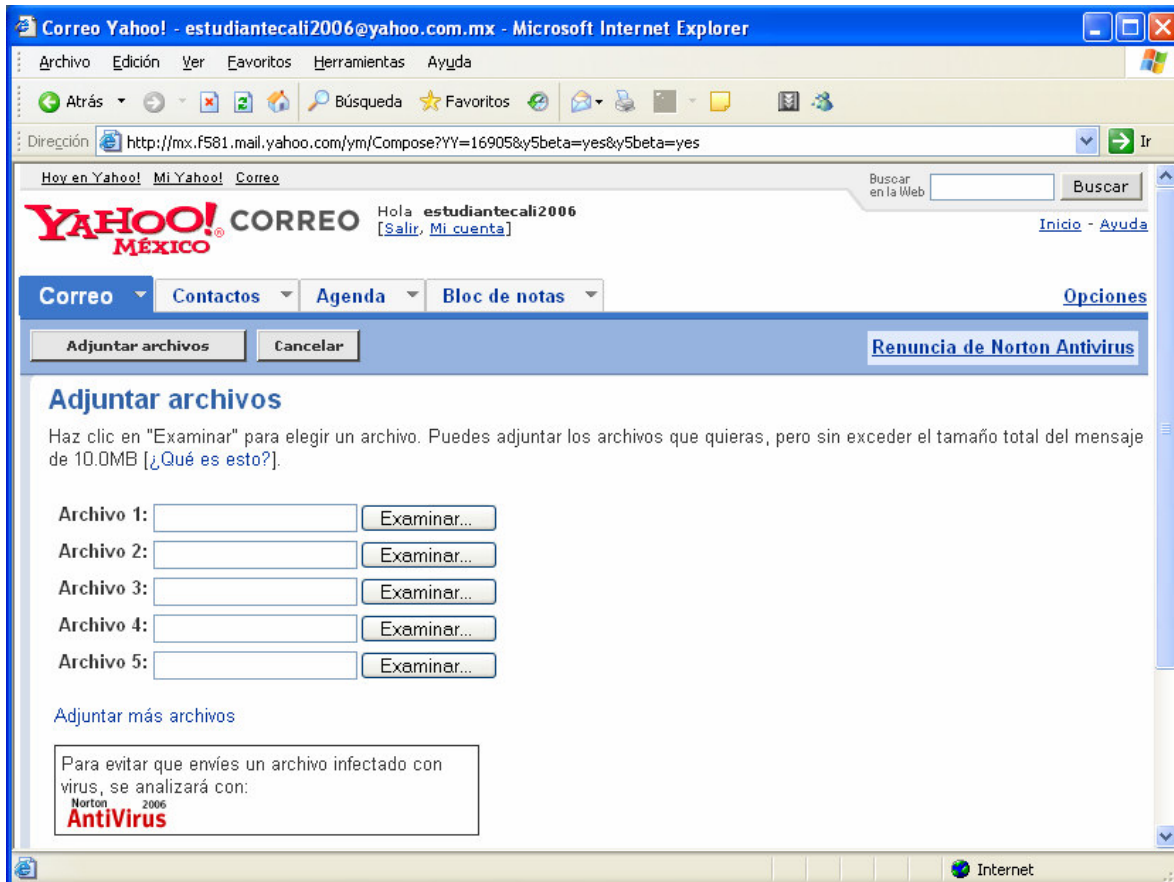 Correo Yahoo! - estudiantecali2006@yahoo.com.mx - Microsoft Internet Explorer
Archivo Edición Ver Favoritos Herramientas Ayuda
Atrás Búsqueda Favoritos
Dirección http://mx.f581.mail.yahoo.com/ym/Compose?YY=16905&y5beta=yes&y5beta=yes Ir
Hoy en Yahoo! Mi Yahoo! Correo
Buscar
en la Web
Buscar
YAHOO! CORREO
MÉXICO
Hola estudiantecali2006
[Salir, Mi cuenta]
Inicio - Ayuda
Correo Contactos Agenda Bloc de notas Opciones
Adjuntar archivos Cancelar Renuncia de Norton Antivirus
Adjuntar archivos
Haz clic en "Examinar" para elegir un archivo. Puedes adjuntar los archivos que quieras, pero sin exceder el tamaño total del mensaje
de 10.0MB [¿Qué es esto?].
Archivo 1: Examinar...
Archivo 2: Examinar...
Archivo 3: Examinar...
Archivo 4: Examinar...
Archivo 5: Examinar...
Adjuntar más archivos
Para evitar que envíes un archivo infectado con
virus, se analizará con:
Norton 2006
AntiVirus
Internet